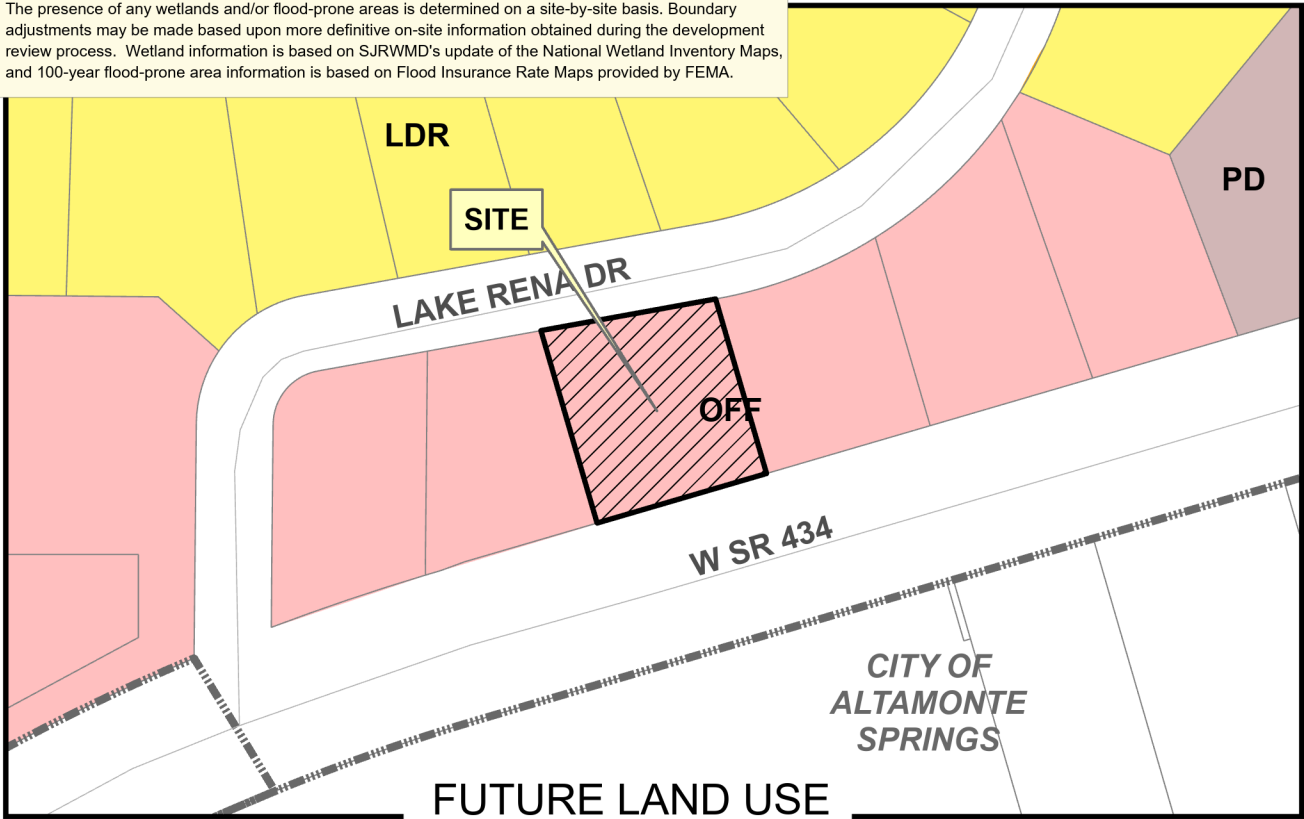 The presence of any wetlands and/or flood-prone areas is determined on a site-by-site basis. Boundary
adjustments may be made based upon more definitive on-site information obtained during the development
review process.  Wetland information is based on SJRWMD's update of the National Wetland Inventory Maps,
and 100-year flood-prone area information is based on Flood Insurance Rate Maps provided by FEMA.
LDR
PD
SITE
LAKE RENA DR
OFF
W SR 434
CITY OF
ALTAMONTE
SPRINGS
FUTURE LAND USE